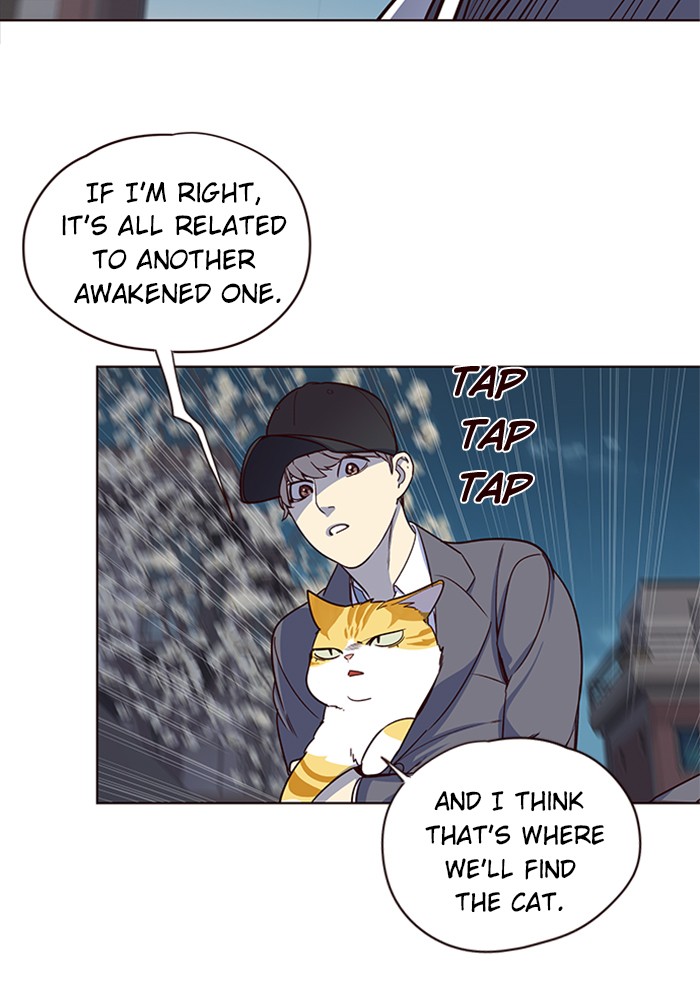 IF I'M RIGHT,
IT'S ALL RELATED
TO ANOTHER
AWAKENED ONE.
TAP
TAP
TAP
AND I THINK
THAT'S WHERE
WE'LL FIND
THE CAT.